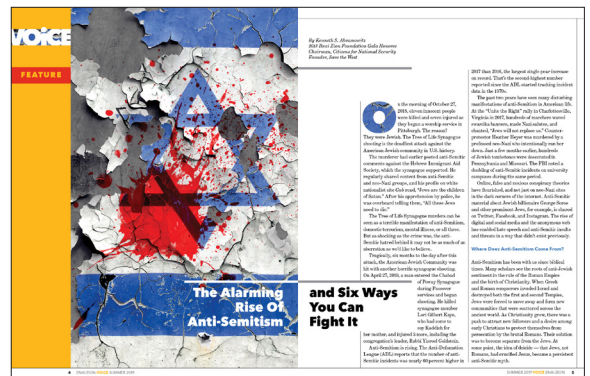 VOICE
FEATURE
The Alarming
Rise Of
Anti-Semitism
and Six Ways
You Can
Fight It
By Kenneth S. Abramowitz
2018 Bnai Zion Foundation Gala Honoree
Chairman, Citizens for National Security
Founder, Save the West
On the morning of October 27,
2018, eleven innocent people
were killed and seven injured as
they began a worship service in
Pittsburgh. The reason?
They were Jewish. The Tree of Life Synagogue
shooting is the deadliest attack against the
American Jewish community in U.S. history.
The murderer had earlier posted anti-Semitic
comments against the Hebrew Immigrant Aid
Society, which the synagogue supported. He
regularly shared content from anti-Semitic
and neo-Nazi groups, and his profile on white
nationalist site Gab read, "Jews are the children
of Satan." After his apprehension by police, he
was overheard telling them, "All these Jews
need to die."
The Tree of Life Synagogue murders can be
seen as a terrible manifestation of anti-Semitism,
domestic terrorism, mental illness, or all three.
But as shocking as the crime was, the anti-
Semitic hatred behind it may not be as much of an
aberration as we'd like to believe.
Tragically, six months to the day after this
attack, the American Jewish Community was
hit with another horrific synagogue shooting.
On April 27, 2019, a man entered the Chabad
of Poway Synagogue
during Passover
services and began
shooting. He killed
synagogue member
Lori Gilbert Kaye,
who had come to
say Kaddish for
her mother, and injured 3 more, including the
congregation's leader, Rabbi Yisroel Goldstein.
Anti-Semitism is rising. The Anti-Defamation
League (ADL) reports that the number of anti-
Semitic incidents was nearly 60 percent higher in
2017 than 2016, the largest single-year increase
on record. That's the second-highest number
reported since the ADL started tracking incident
data in the 1970s.
The past two years have seen many disturbing
manifestations of anti-Semitism in American life.
At the "Unite the Right" rally in Charlottesville,
Virginia in 2017, hundreds of marchers waved
swastika banners, made Nazi salutes, and
chanted, "Jews will not replace us." Counter-
protestor Heather Heyer was murdered by a
professed neo-Nazi who intentionally ran her
down. Just a few months earlier, hundreds
of Jewish tombstones were desecrated in
Pennsylvania and Missouri. The FBI noted a
doubling of anti-Semitic incidents on university
campuses during the same period.
Online, false and noxious conspiracy theories
have flourished, and not just on neo-Nazi sites
in the dark corners of the internet. Anti-Semitic
material about Jewish billionaire George Soros
and other prominent Jews, for example, is shared
on Twitter, Facebook, and Instagram. The rise of
digital and social media and the anonymous web
has enabled hate speech and anti-Semitic insults
and threats in a way that didn't exist previously.
Where Does Anti-Semitism Come From?
Anti-Semitism has been with us since biblical
times. Many scholars see the roots of anti-Jewish
sentiment in the rule of the Roman Empire
and the birth of Christianity. When Greek
and Roman conquerors invaded Israel and
destroyed both the first and second Temples,
Jews were forced to move away and form new
communities that were scattered across the
ancient world. As Christianity grew, there was a
push to attract new followers and a desire among
early Christians to protect themselves from
persecution by the brutal Romans. Their solution
was to become separate from the Jews. At
some point, the idea of deicide — that Jews, not
Romans, had crucified Jesus, became a persistent
anti-Semitic myth.
4 BNAI ZION VOICE SUMMER 2019
SUMMER 2019 VOICE BNAI ZION 5